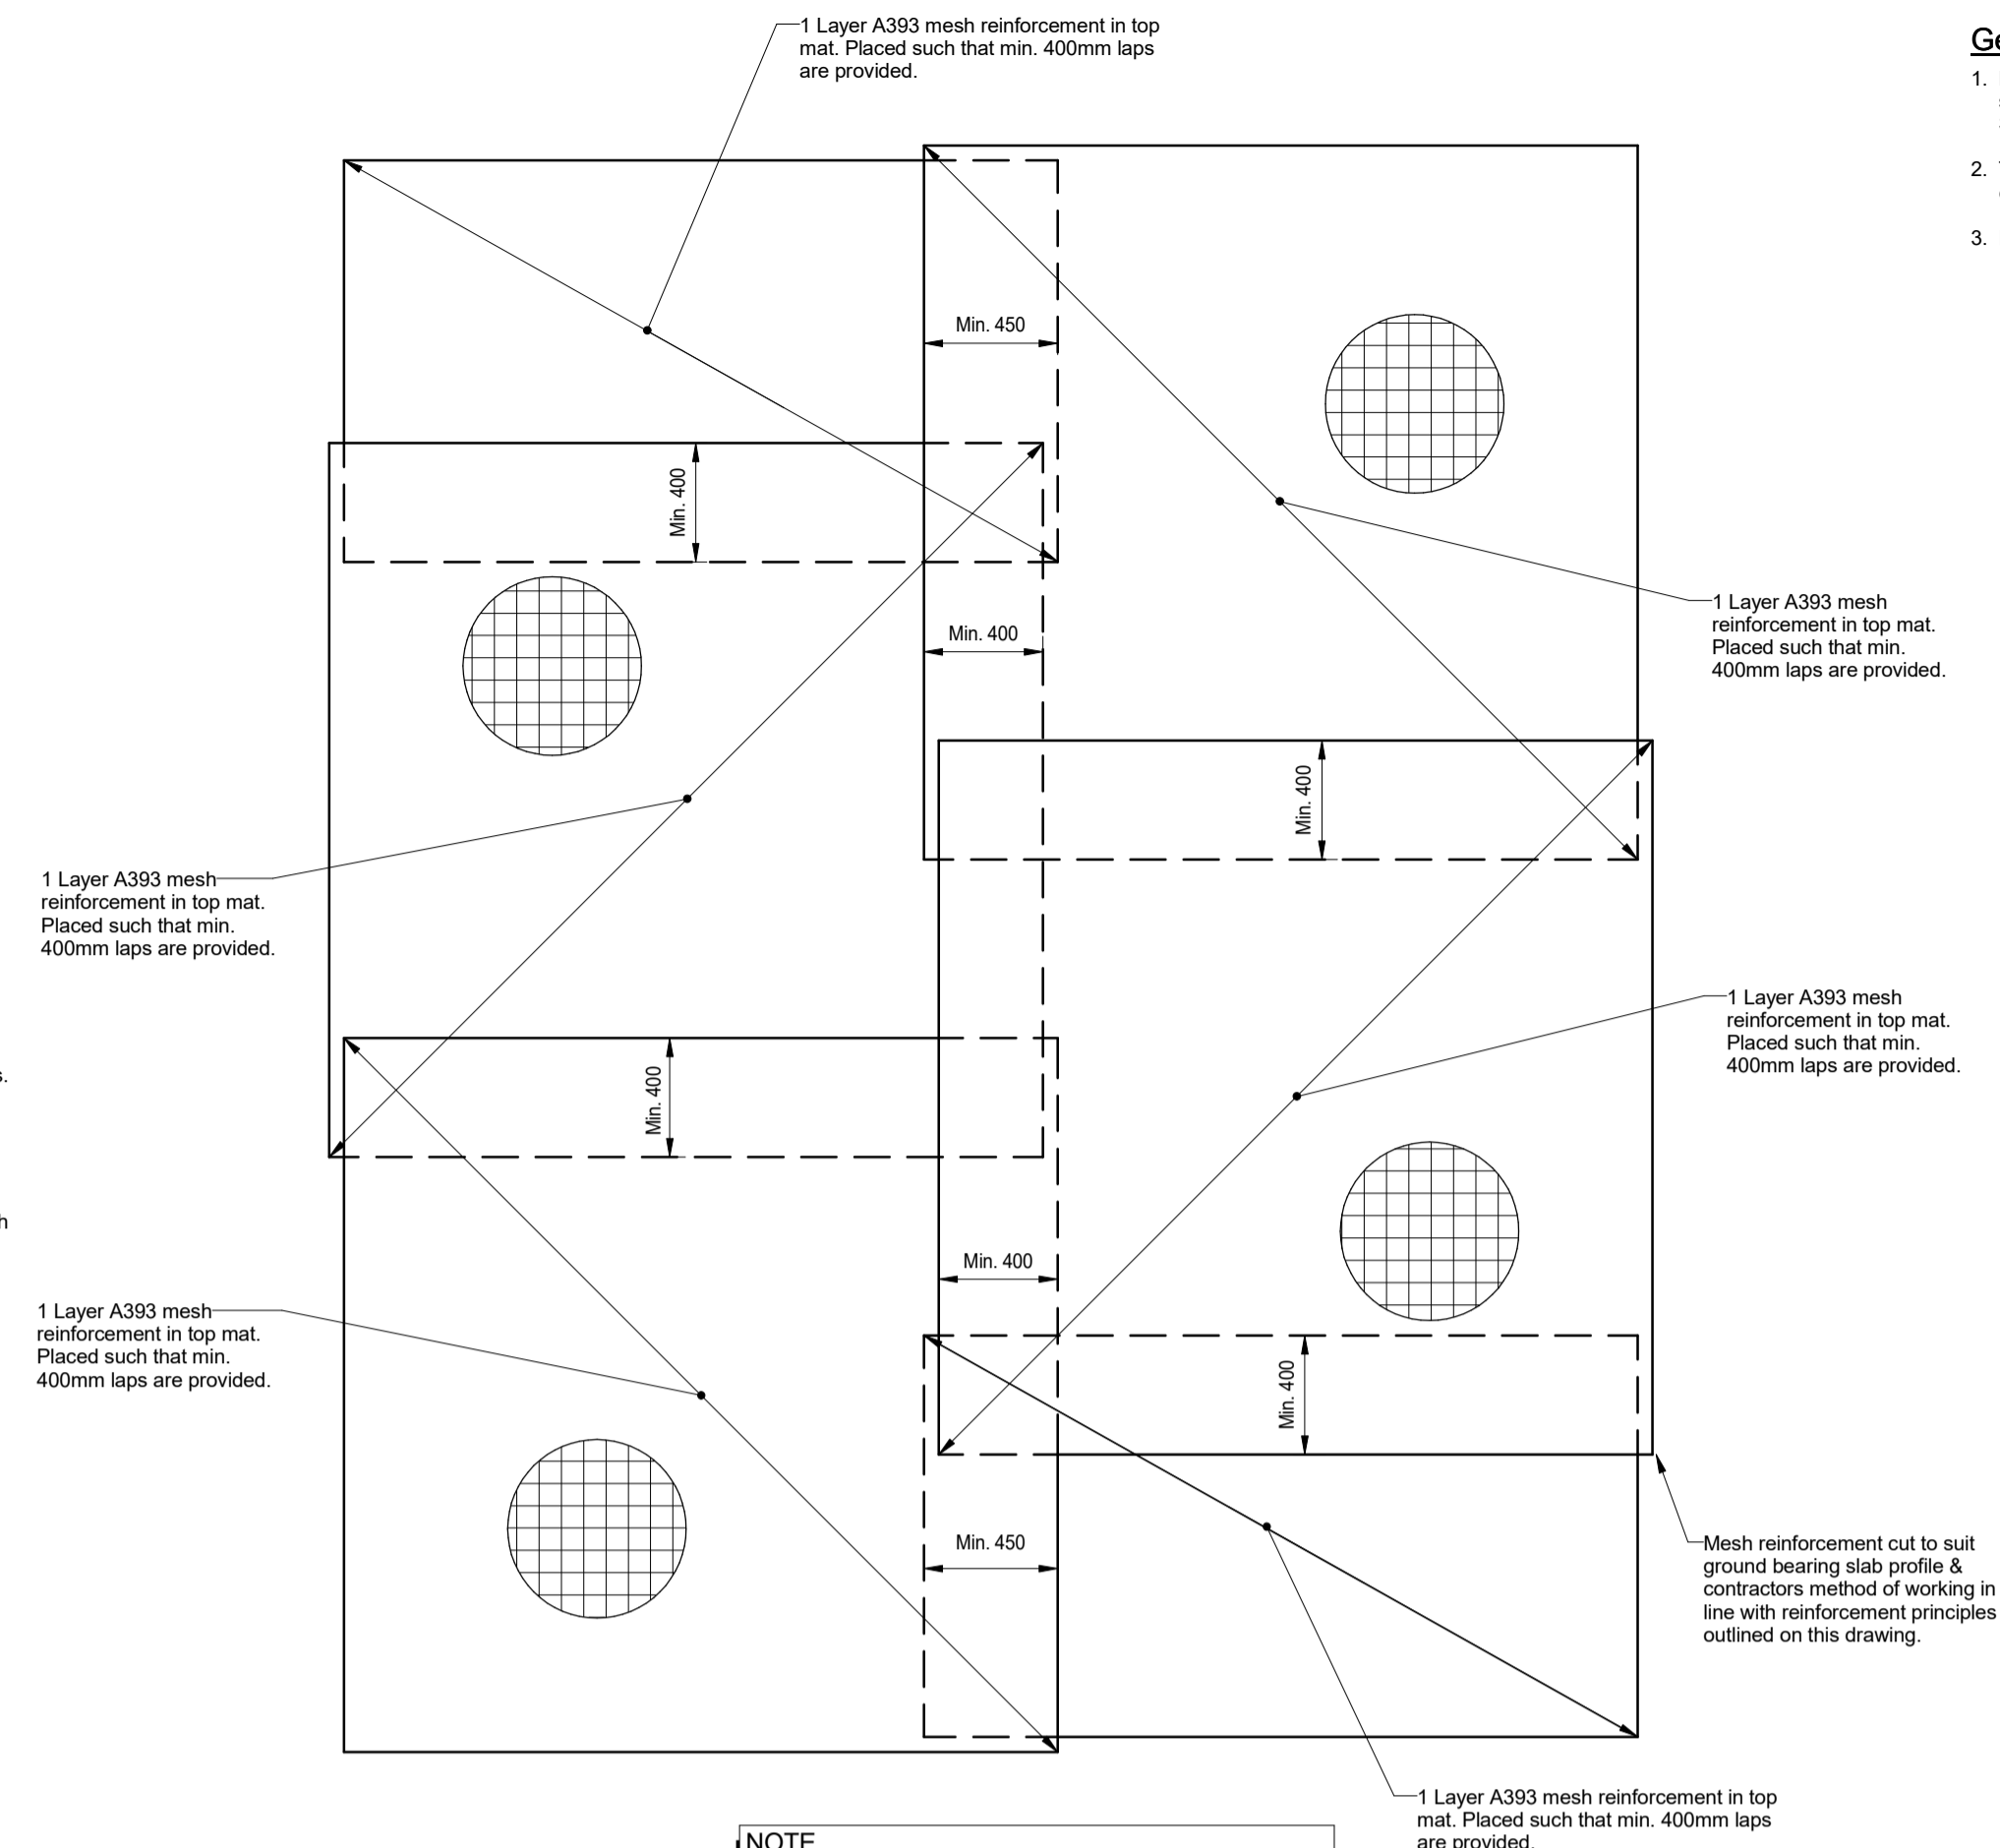 1 Layer A393 mesh reinforcement in top
mat. Placed such that min. 400mm laps
are provided.
1.
2.
3.
Min. 450
Min. 400
Min. 400
1 Layer A393 mesh
reinforcement in top mat.
Placed such that min.
400mm laps are provided.
Min. 400
1 Layer A393 mesh
reinforcement in top mat.
Placed such that min.
400mm laps are provided.
1 Layer A393 mesh
reinforcement in top mat.
Placed such that min.
400mm laps are provided.
Min. 400
Min. 400
1 Layer A393 mesh
reinforcement in top mat.
Placed such that min.
400mm laps are provided.
Min. 400
Min. 450
Mesh reinforcement cut to suit
ground bearing slab profile &
contractors method of working in
line with reinforcement principles
outlined on this drawing.
1 Layer A393 mesh reinforcement in top
mat. Placed such that min. 400mm laps
are provided.
NOTE